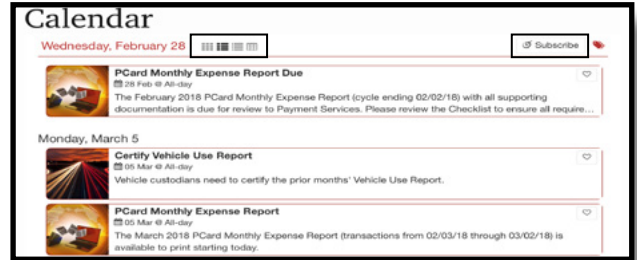 Calendar
Wednesday, February 28
Subscribe
PCard Monthly Expense Report Due
28 Feb @ All-day
The February 2018 PCard Monthly Expense Report (cycle ending 02/02/18) with all supporting
documentation is due for review to Payment Services. Please review the Checklist to ensure all require...
Monday, March 5
Certify Vehicle Use Report
05 Mar @ All-day
Vehicle custodians need to certify the prior months' Vehicle Use Report.
PCard Monthly Expense Report
05 Mar @ All-day
The March 2018 PCard Monthly Expense Report (transactions from 02/03/18 through 03/02/18) is
available to print starting today.